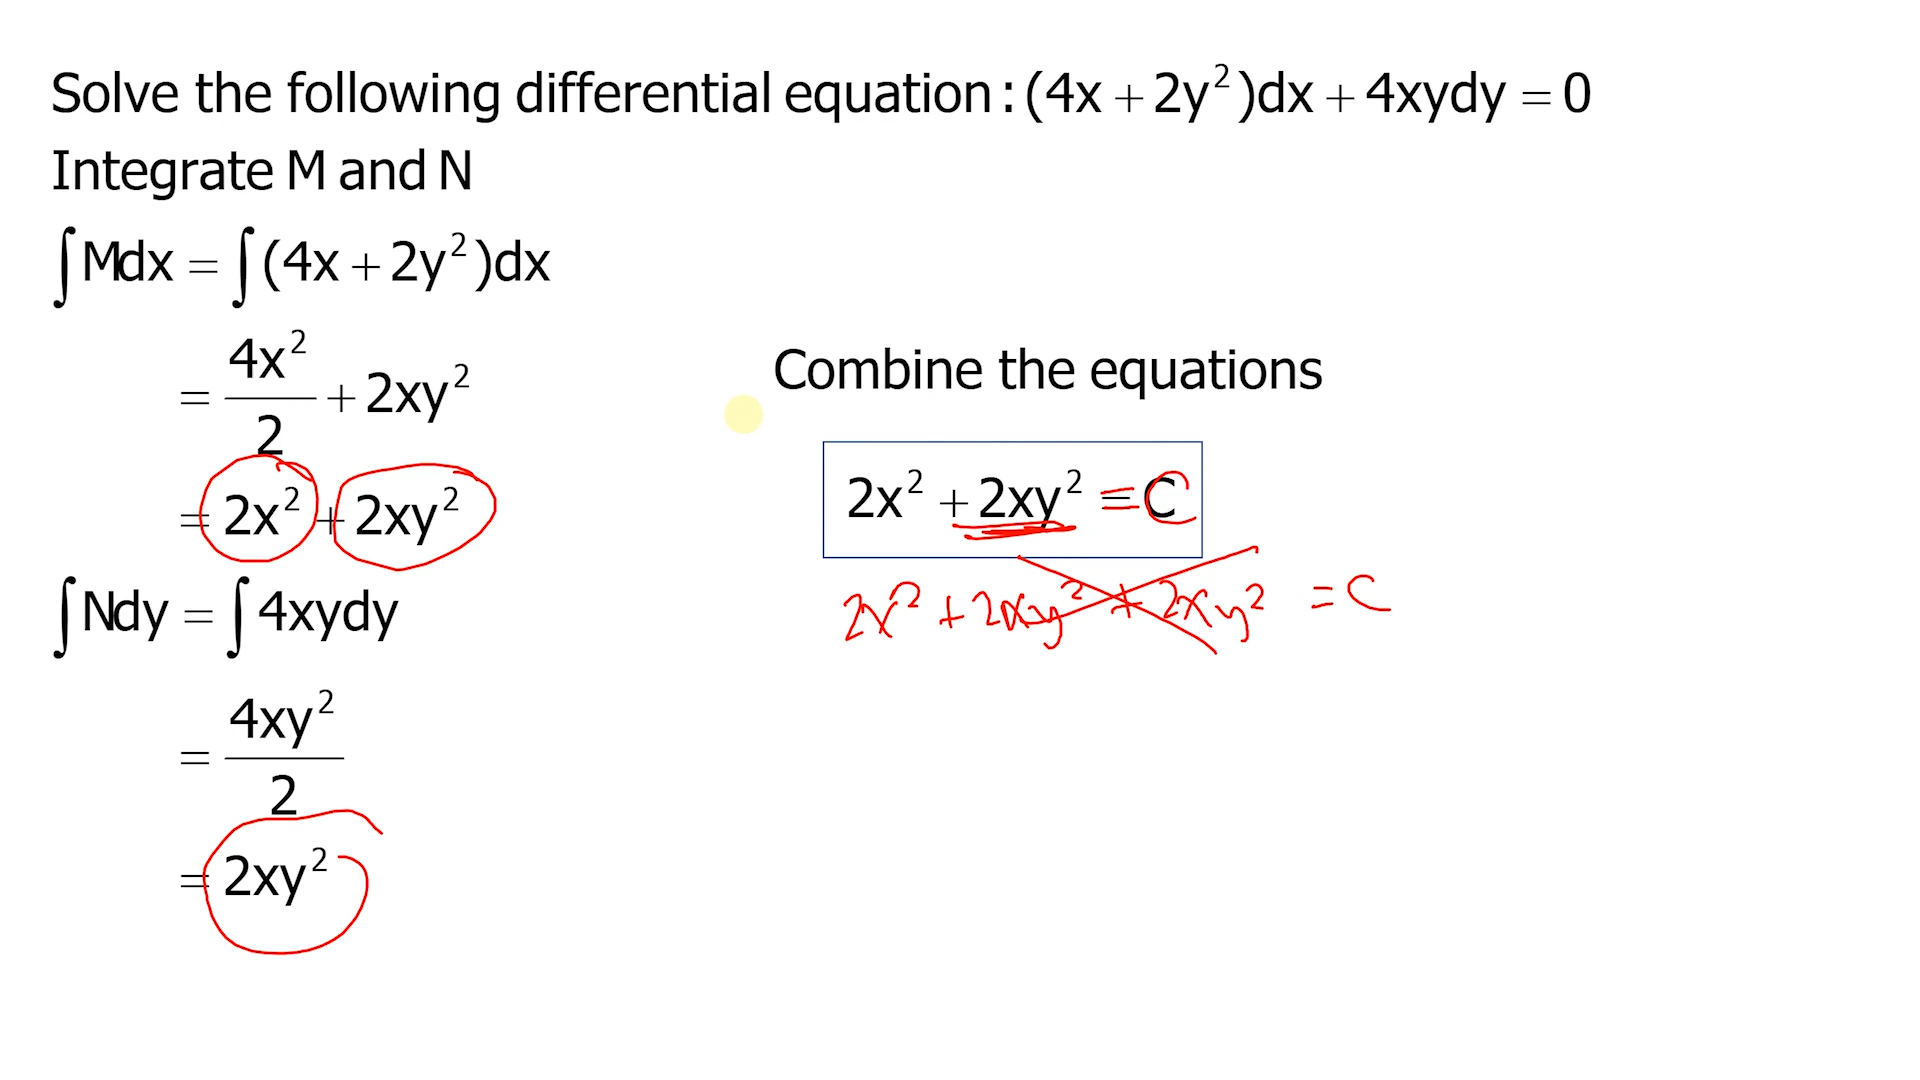 Solve the following differential equation : (4x + 2y²)dx + 4xydy = 0
Integrate M and N
∫Mdx = ∫(4x + 2y²)dx
= 4x²/2 + 2xy²
= 2x² + 2xy²
∫Ndy = ∫4xydy
= 4xy²/2
= 2xy²
Combine the equations
2x² + 2xy² = C
2x² + 2xy² + 2xy² = C